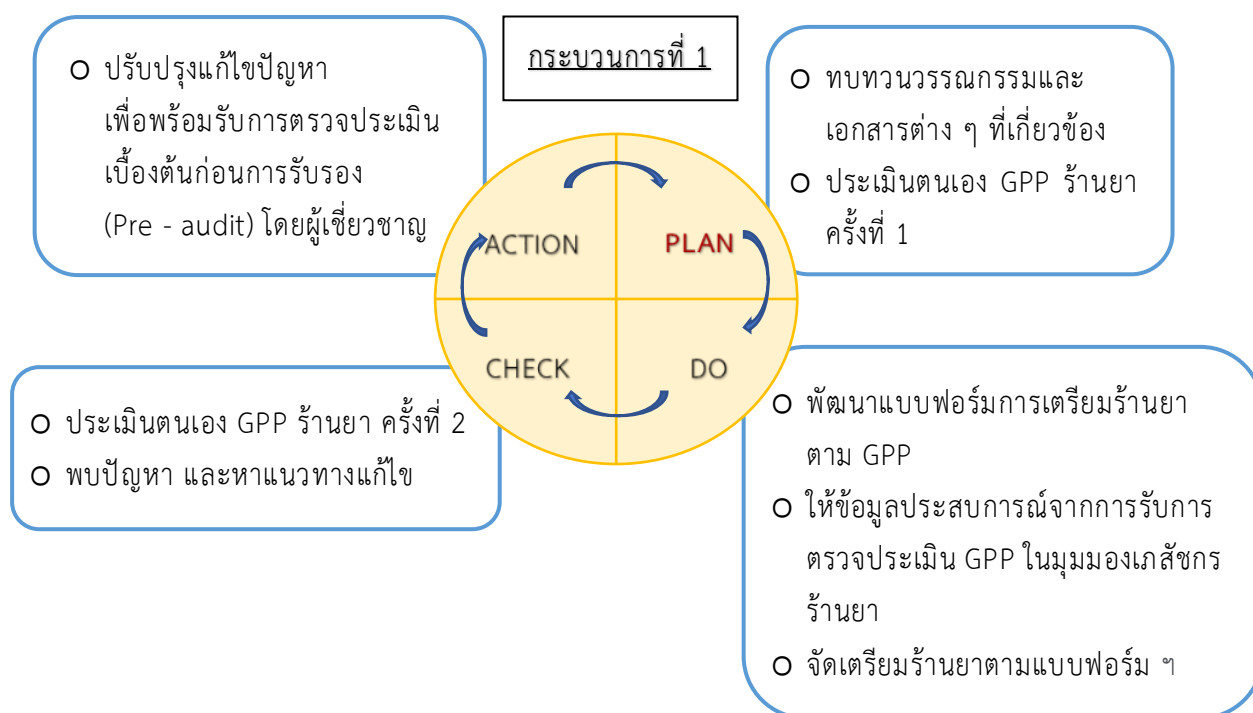 กระบวนการที่ 1
O ปรับปรุงแก้ไขปัญหา
เพื่อพร้อมรับการตรวจประเมิน
เบื้องต้นก่อนการรับรอง
(Pre - audit) โดยผู้เชี่ยวชาญ
O ทบทวนวรรณกรรมและ
เอกสารต่าง ๆ ที่เกี่ยวข้อง
O ประเมินตนเอง GPP ร้านยา
ครั้งที่ 1
ACTION
PLAN
CHECK
DO
O ประเมินตนเอง GPP ร้านยา ครั้งที่ 2
O พบปัญหา และหาแนวทางแก้ไข
O พัฒนาแบบฟอร์มการเตรียมร้านยา
ตาม GPP
O ให้ข้อมูลประสบการณ์จากการรับการ
ตรวจประเมิน GPP ในมุมมองเภสัชกร
ร้านยา
O จัดเตรียมร้านยาตามแบบฟอร์ม ฯ